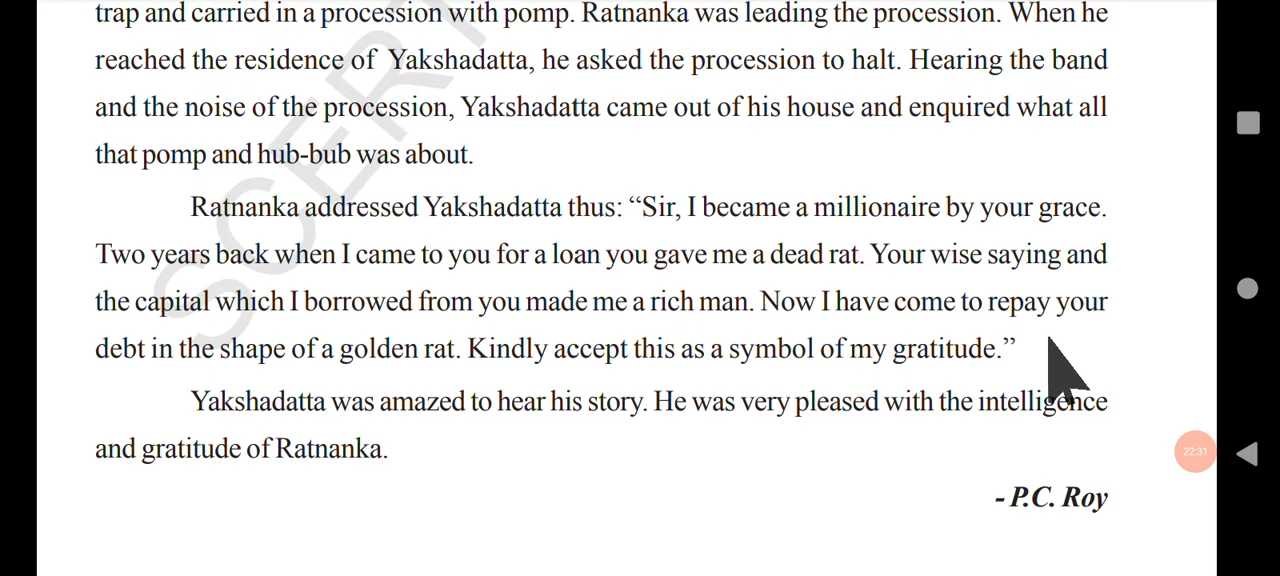 trap and carried in a procession with pomp. Ratnanka was leading the procession. When he
reached the residence of Yakshadatta, he asked the procession to halt. Hearing the band
and the noise of the procession, Yakshadatta came out of his house and enquired what all
that pomp and hub-bub was about.
Ratnanka addressed Yakshadatta thus: “Sir, I became a millionaire by your grace.
Two years back when I came to you for a loan you gave me a dead rat. Your wise saying and
the capital which I borrowed from you made me a rich man. Now I have come to repay your
debt in the shape of a golden rat. Kindly accept this as a symbol of my gratitude.”
Yakshadatta was amazed to hear his story. He was very pleased with the intelligence
and gratitude of Ratnanka.
- P.C. Roy
SCERT
22:31